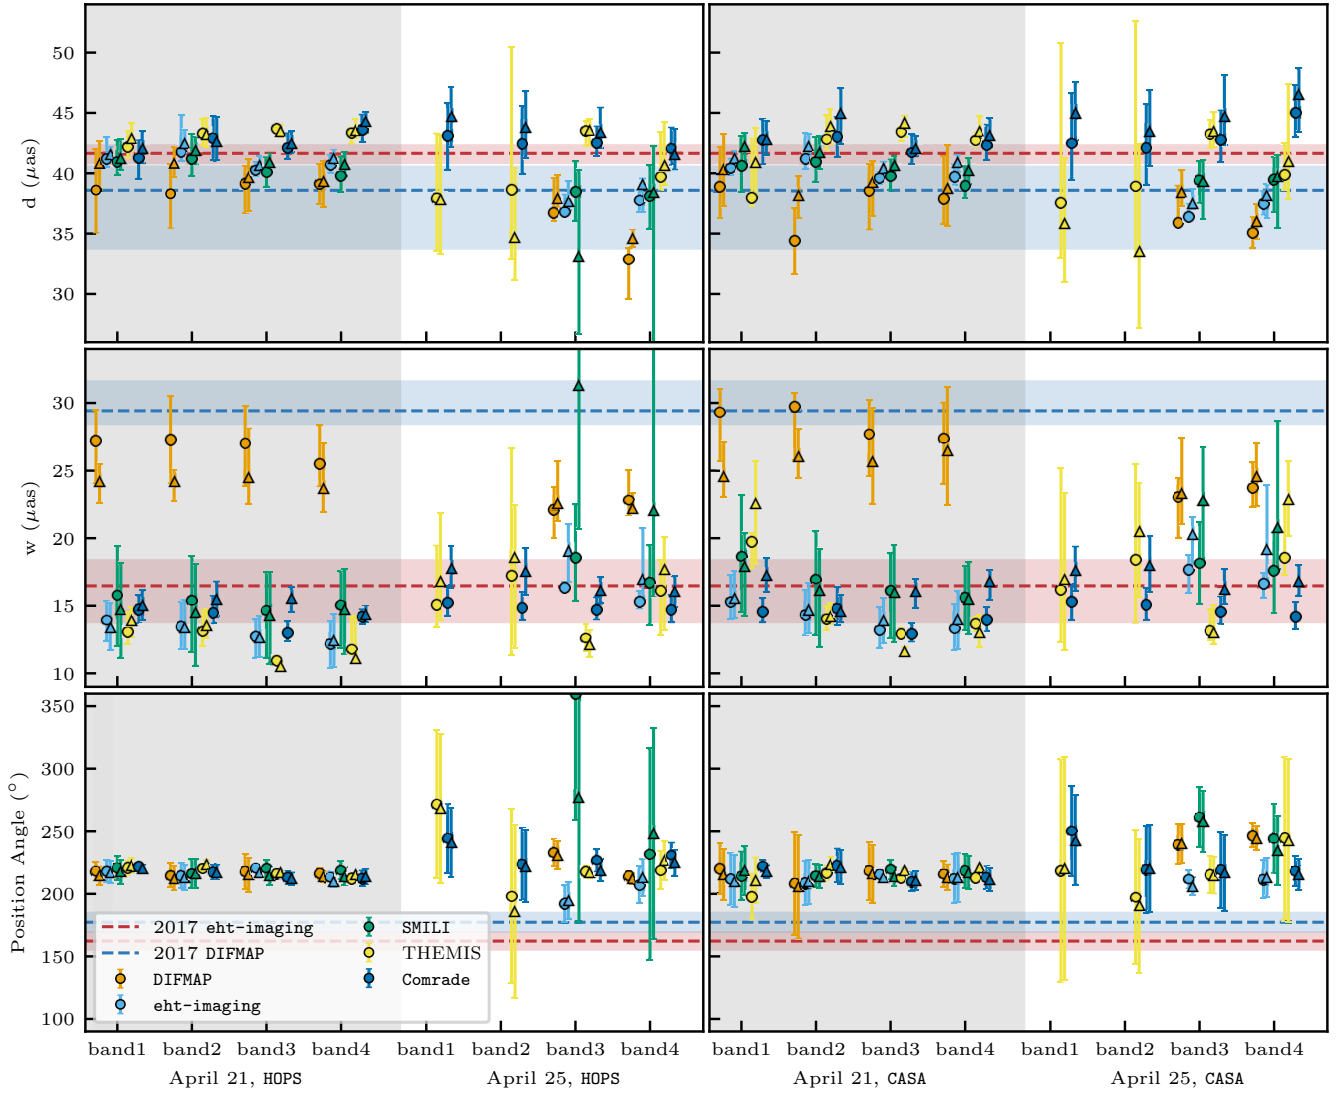 50
45
40
35
30
d (μas)
30
25
20
15
10
w (μas)
350
300
250
200
150
100
Position Angle (°)
2017 eht-imaging
2017 DIFMAP
DIFMAP
eht-imaging
SMILI
THEMIS
Comrade
band1 band2 band3 band4 band1 band2 band3 band4 band1 band2 band3 band4 band1 band2 band3 band4
April 21, HOPS April 25, HOPS April 21, CASA April 25, CASA